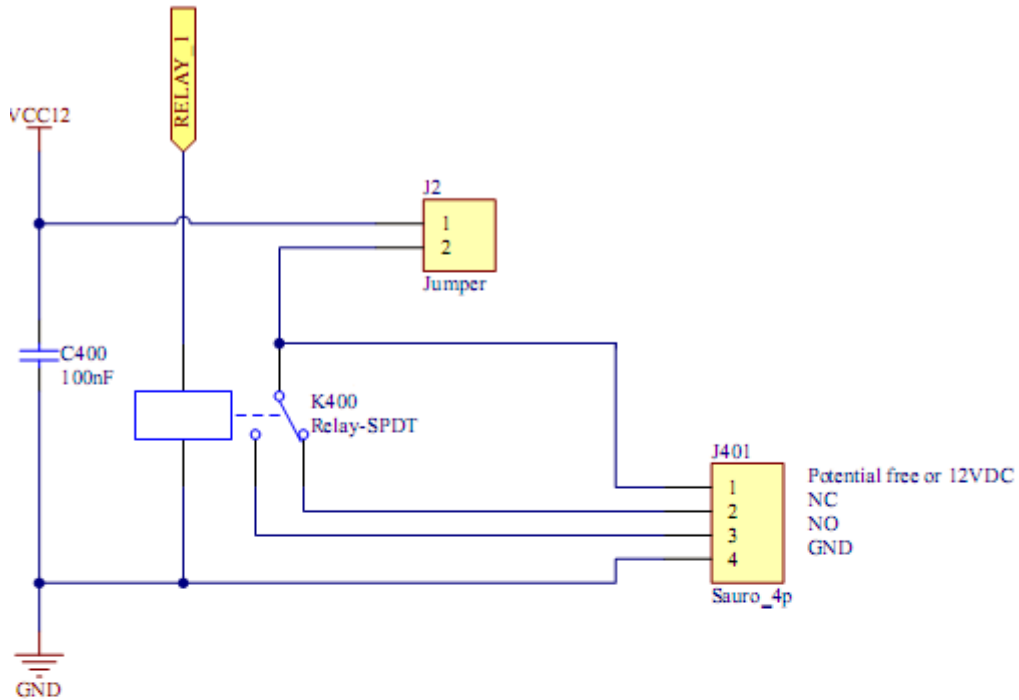 RELAY_1
VCC12
J2
1
2
Jumper
C400
100nF
K400
Relay-SPDT
J401
1
2
3
4
Sauro_4p
Potential free or 12VDC
NC
NO
GND
GND